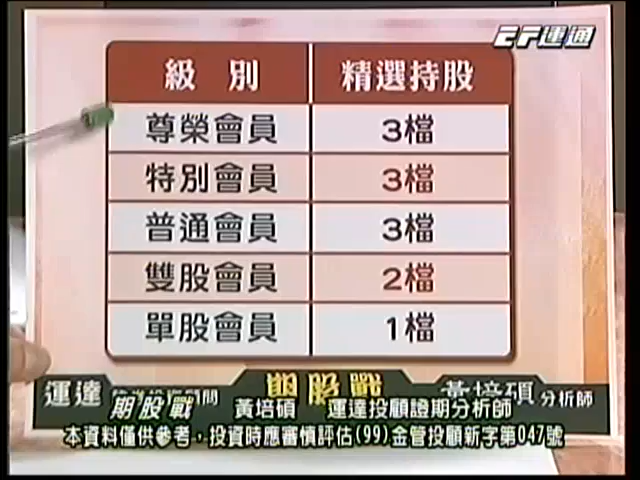 運通
級別 精選持股
尊榮會員 3檔
特別會員 3檔
普通會員 3檔
雙股會員 2檔
單股會員 1檔
運達 期股戰 黃培碩 分析師
期股戰 黃培碩 運達投顧證期分析師
本資料僅供參考,投資時應審慎評估(99)金管投顧新字第047號